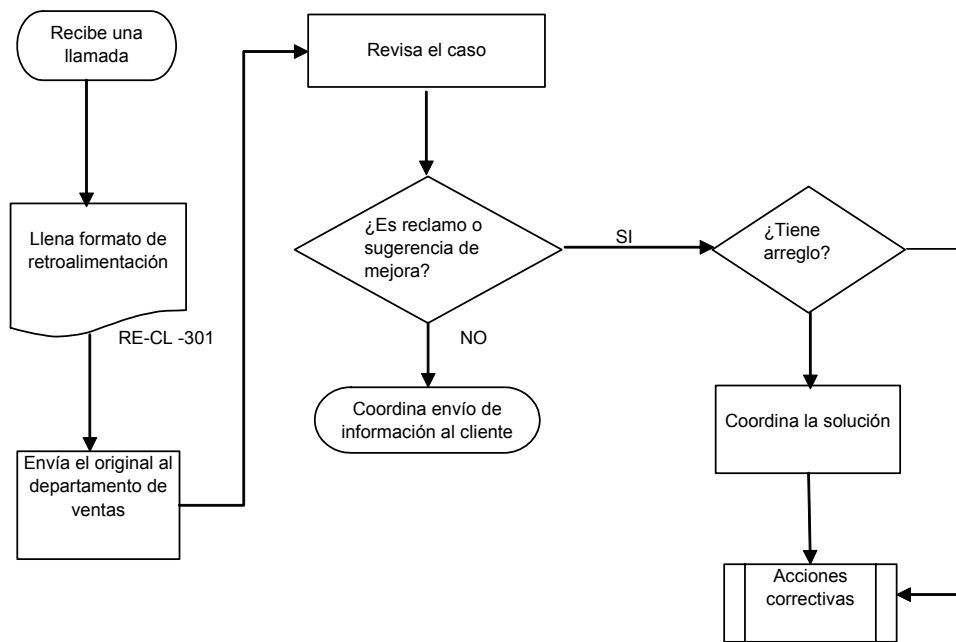 Recibe una
llamada
Llena formato de
retroalimentación
RE-CL -301
Envía el original al
departamento de
ventas
Revisa el caso
¿Es reclamo o
sugerencia de
mejora?
SI
NO
Coordina envío de
información al cliente
¿Tiene
arreglo?
Coordina la solución
Acciones
correctivas